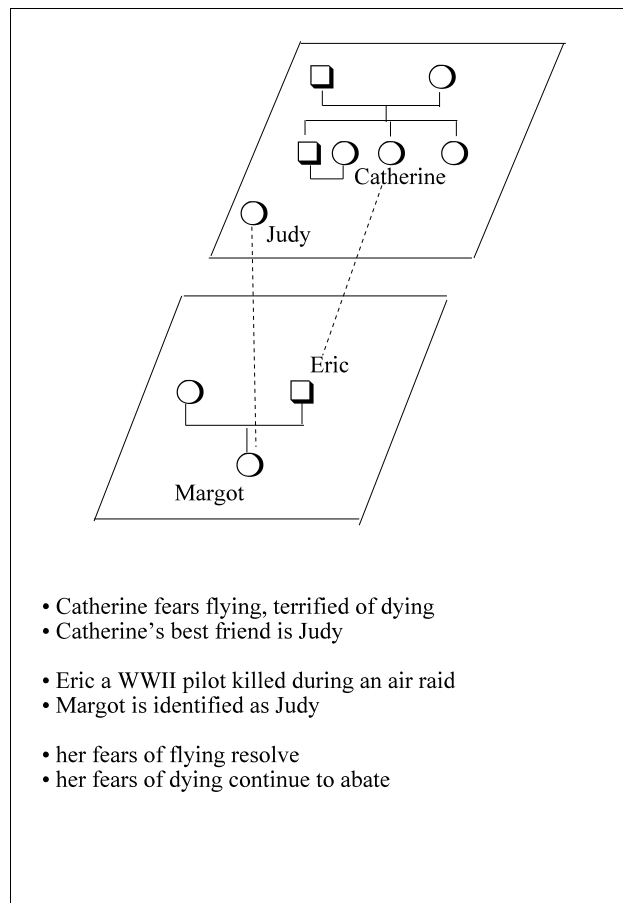 Catherine
Judy
Eric
Margot
• Catherine fears flying, terrified of dying
• Catherine's best friend is Judy
• Eric a WWII pilot killed during an air raid
• Margot is identified as Judy
• her fears of flying resolve
• her fears of dying continue to abate